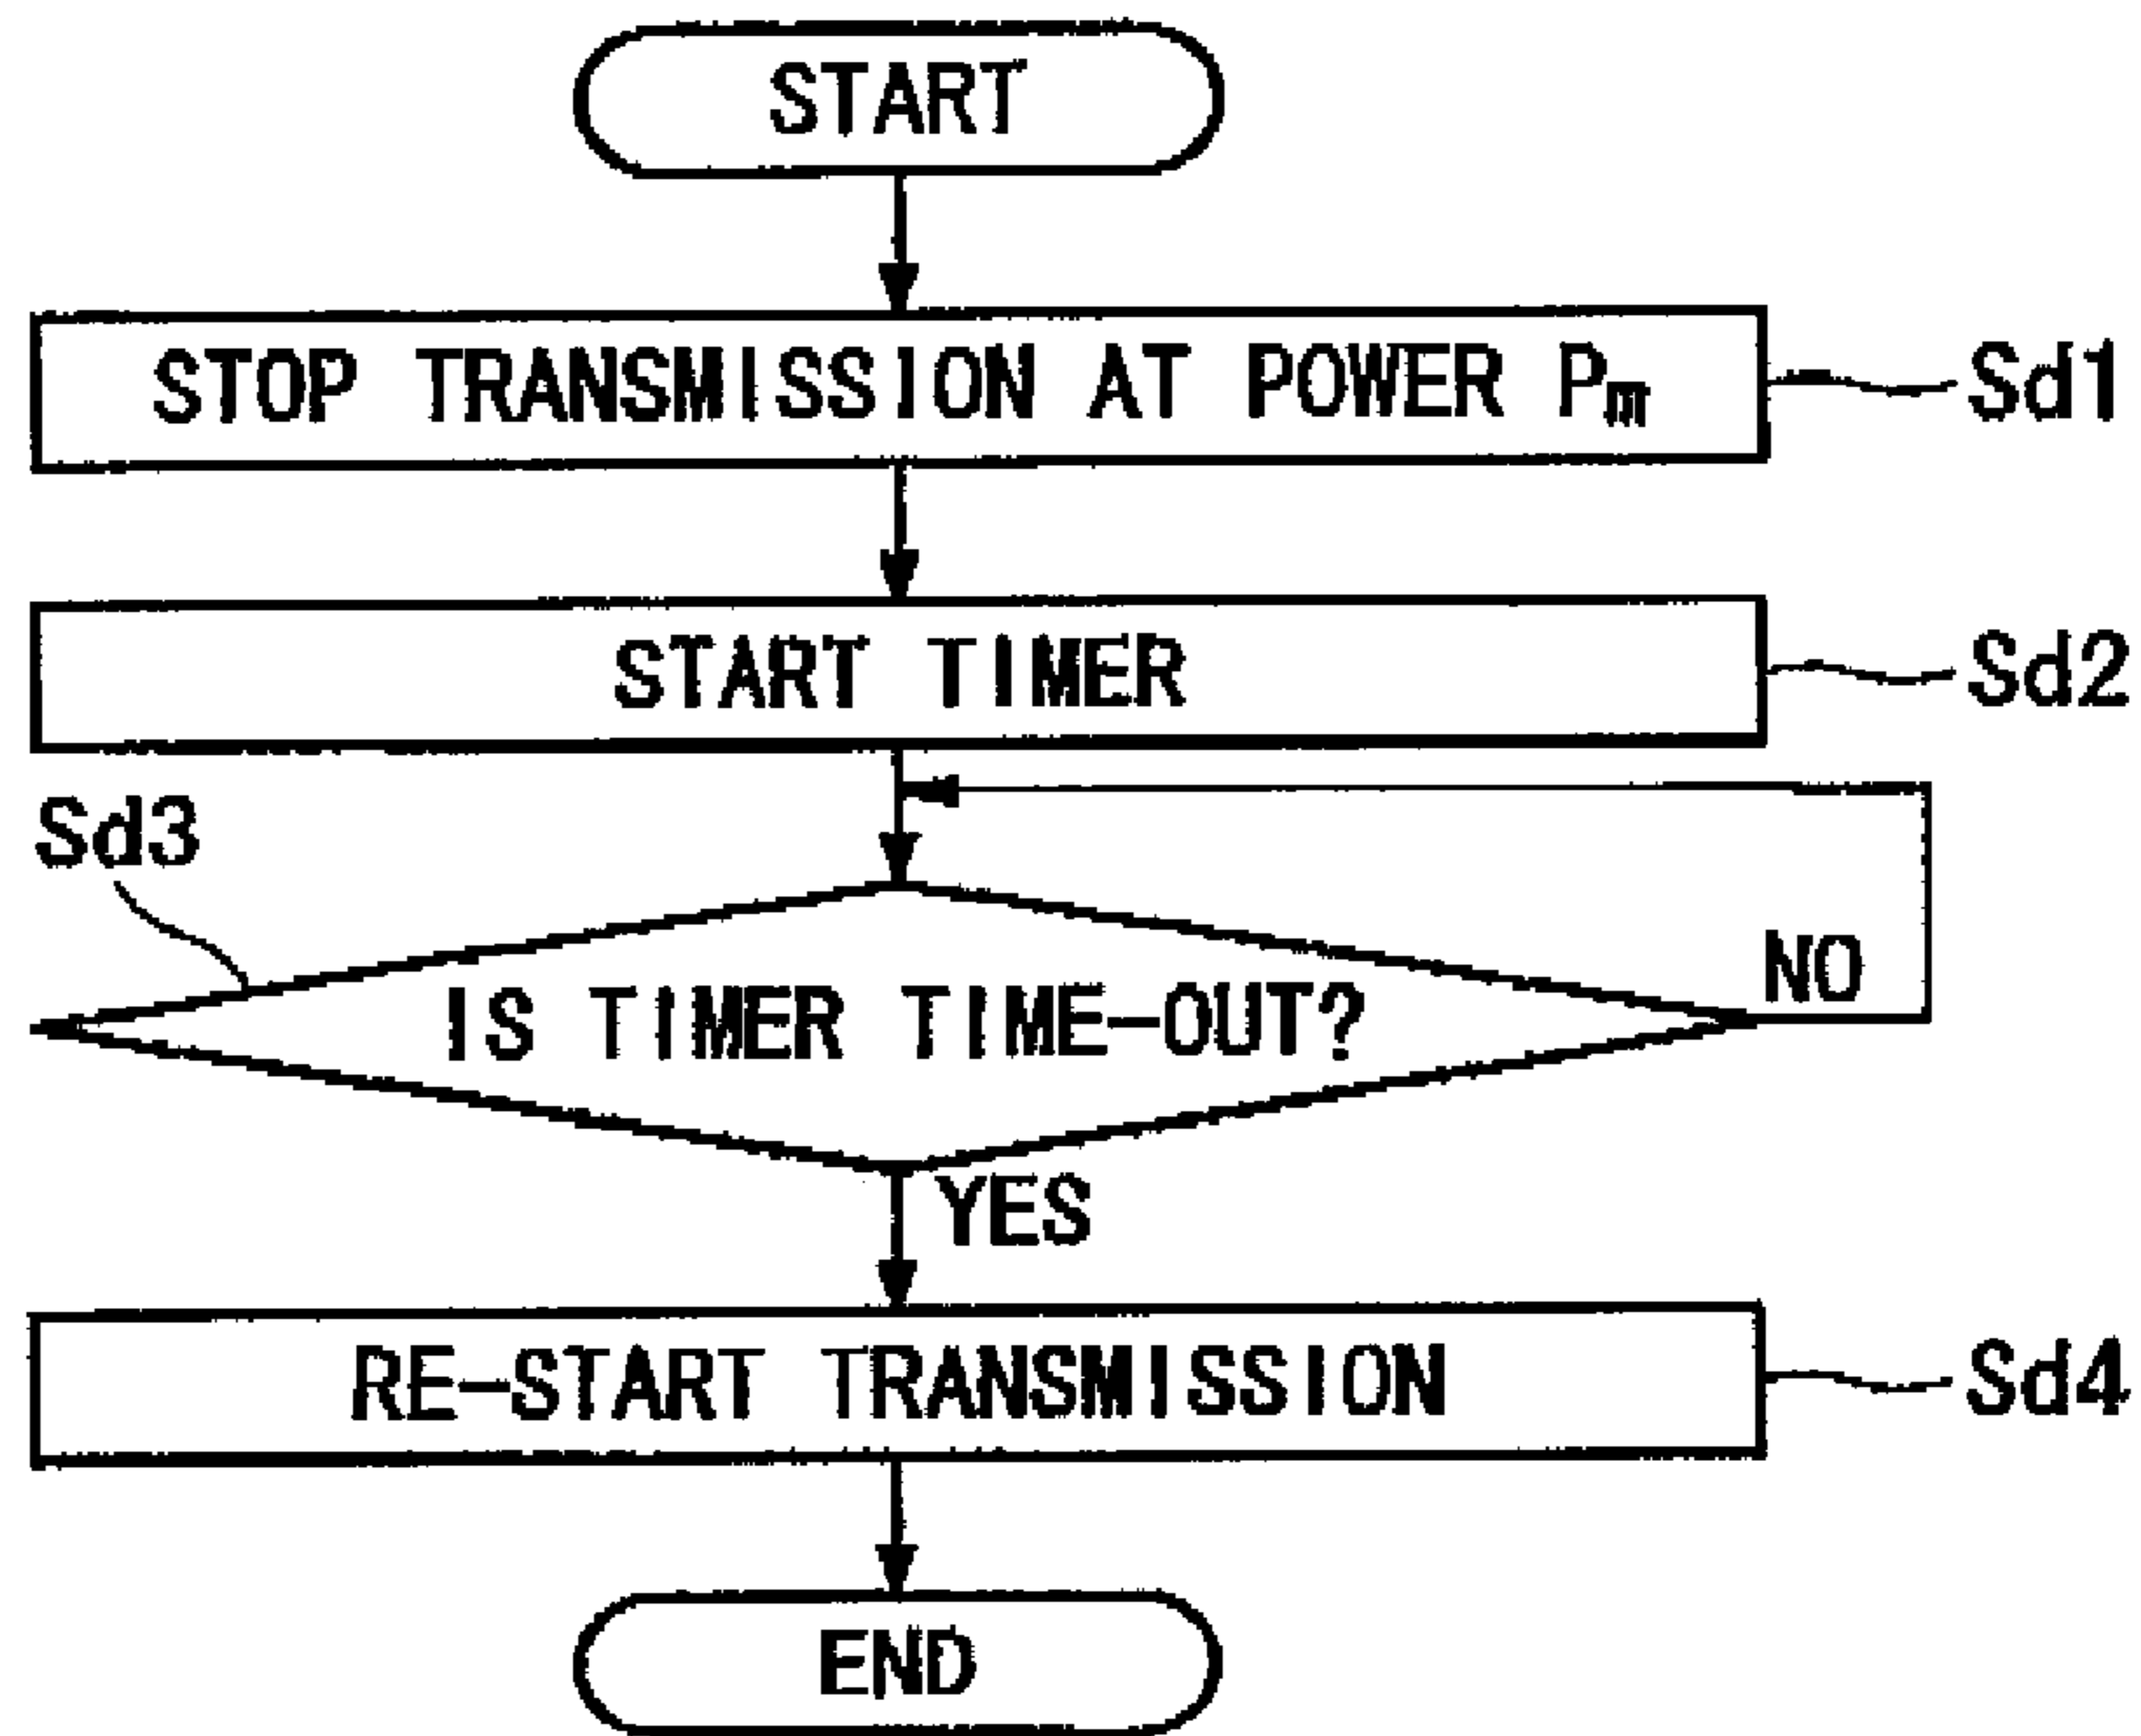 START
STOP TRANSMISSION AT POWER Pm
Sd1
START TIMER
Sd2
Sd3
IS TIMER TIME-OUT?
NO
YES
RE-START TRANSMISSION
Sd4
END